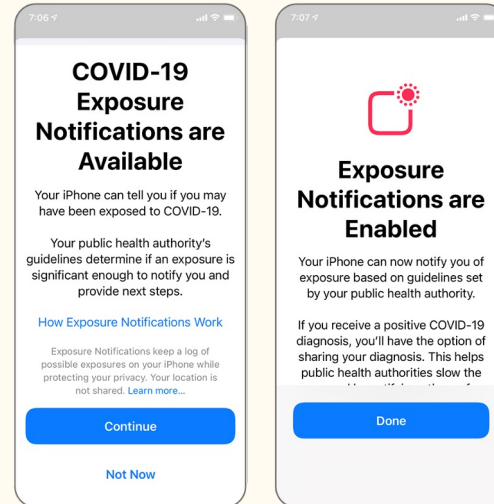 7:06
COVID-19
Exposure
Notifications are
Available
Your iPhone can tell you if you may
have been exposed to COVID-19.
Your public health authority's
guidelines determine if an exposure is
significant enough to notify you and
provide next steps.
How Exposure Notifications Work
Exposure Notifications keep a log of
possible exposures on your iPhone while
protecting your privacy. Your location is
not shared. Learn more...
Continue
Not Now
7:07
Exposure
Notifications are
Enabled
Your iPhone can now notify you of
exposure based on guidelines set
by your public health authority.
If you receive a positive COVID-19
diagnosis, you'll have the option of
sharing your diagnosis. This helps
public health authorities slow the
Done